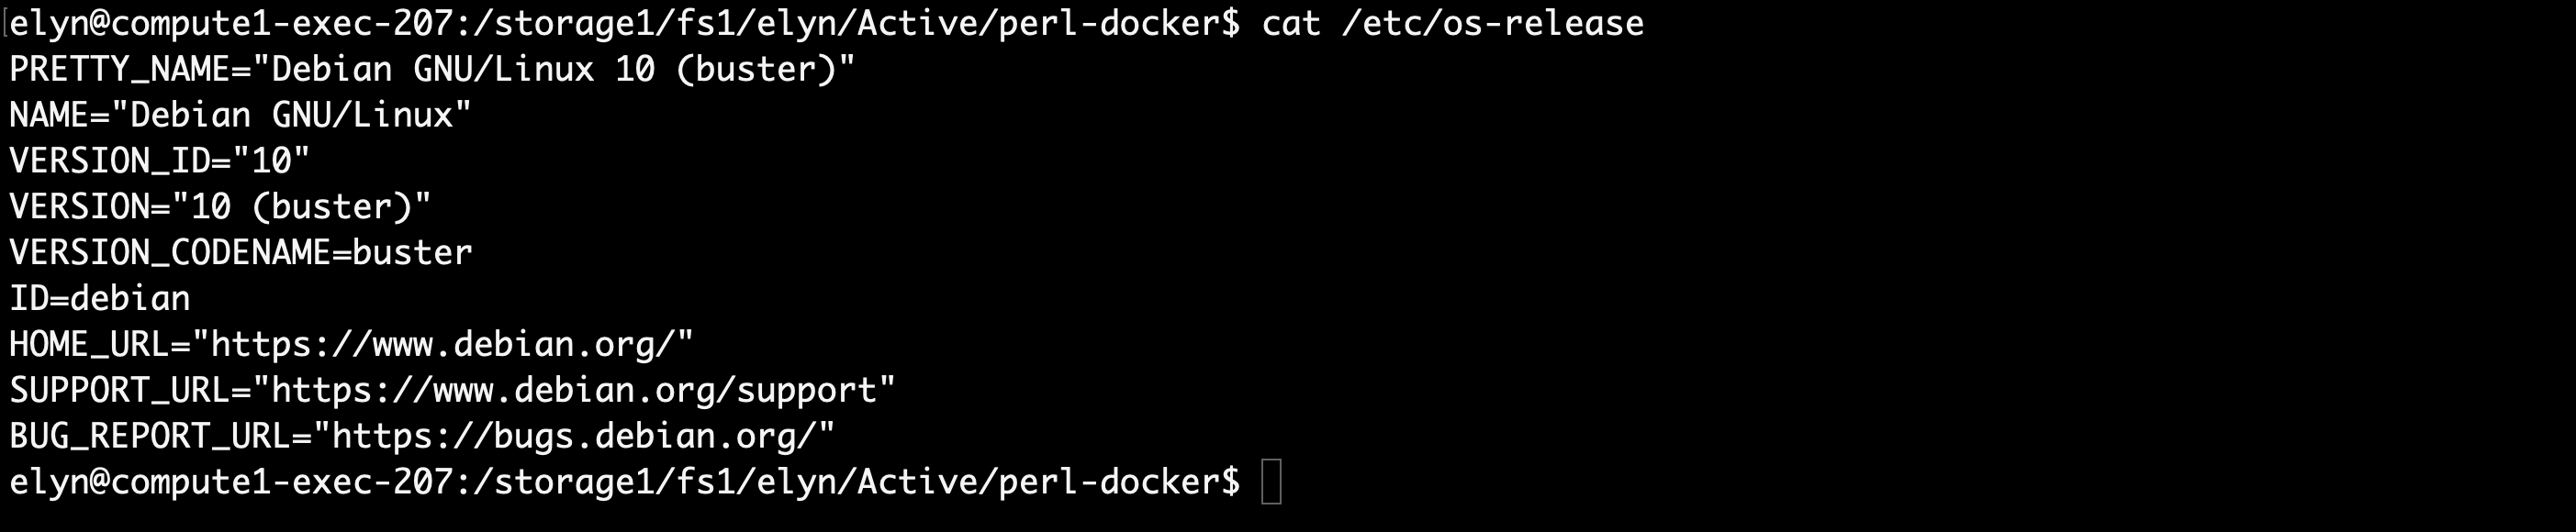 elyn@compute1-exec-207:/storage1/fs1/elyn/Active/perl-docker$ cat /etc/os-release
PRETTY_NAME="Debian GNU/Linux 10 (buster)"
NAME="Debian GNU/Linux"
VERSION_ID="10"
VERSION="10 (buster)"
VERSION_CODENAME=buster
ID=debian
HOME_URL="https://www.debian.org/"
SUPPORT_URL="https://www.debian.org/support"
BUG_REPORT_URL="https://bugs.debian.org/"
elyn@compute1-exec-207:/storage1/fs1/elyn/Active/perl-docker$